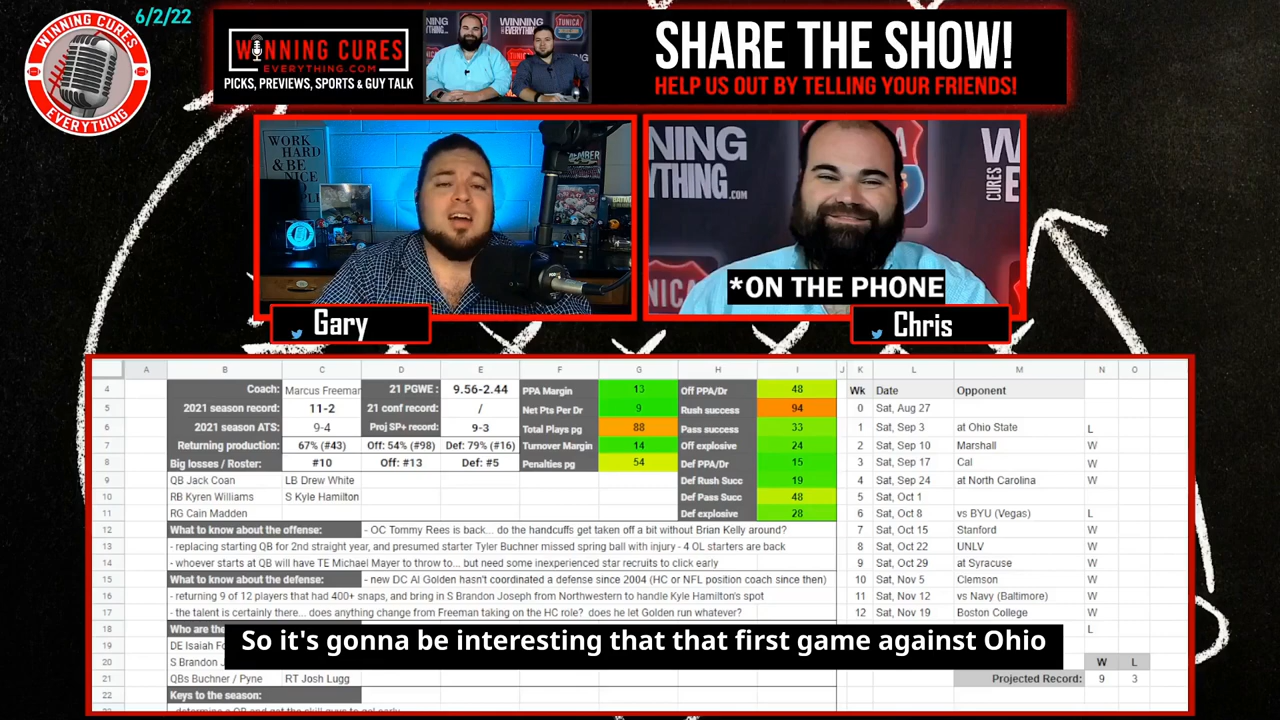 6/2/22
WINNING CURES
EVERYTHING
WINNING CURES
EVERYTHING.COM
PICKS, PREVIEWS, SPORTS & GUY TALK
SHARE THE SHOW!
HELP US OUT BY TELLING YOUR FRIENDS!
WORK
HARD
& BE
NICE
*ON THE PHONE
Gary
Chris
A B C D E F G H I J K L M N O
4 Coach: Marcus Freeman 21 PGWE : 9.56-2.44 PPA Margin 13 Off PPA/Dr 48 Wk Date Opponent
5 2021 season record: 11-2 21 conf record: / Net Pts Per Dr 9 Rush success 94 0 Sat, Aug 27
6 2021 season ATS: 9-4 Proj SP+ record: 9-3 Total Plays pg 88 Pass success 33 1 Sat, Sep 3 at Ohio State L
7 Returning production: 67% (#43) Off: 54% (#98) Def: 79% (#16) Turnover Margin 14 Off explosive 24 2 Sat, Sep 10 Marshall W
8 Big losses / Roster: #10 Off: #13 Def: #5 Penalties pg 54 Def PPA/Dr 15 3 Sat, Sep 17 Cal W
9 QB Jack Coan LB Drew White Def Rush Succ 19 4 Sat, Sep 24 at North Carolina W
10 RB Kyren Williams S Kyle Hamilton Def Pass Succ 48 5 Sat, Oct 1
11 RG Cain Madden Def explosive 28 6 Sat, Oct 8 vs BYU (Vegas) L
12 What to know about the offense: - OC Tommy Rees is back... do the handcuffs get taken off a bit without Brian Kelly around? 7 Sat, Oct 15 Stanford W
13 - replacing starting QB for 2nd straight year, and presumed starter Tyler Buchner missed spring ball with injury - 4 OL starters are back 8 Sat, Oct 22 UNLV W
14 - whoever starts at QB will have TE Michael Mayer to throw to... but need some inexperienced star recruits to click early 9 Sat, Oct 29 at Syracuse W
15 What to know about the defense: - new DC Al Golden hasn't coordinated a defense since 2004 (HC or NFL position coach since then) 10 Sat, Nov 5 Clemson W
16 - returning 9 of 12 players that had 400+ snaps, and bring in S Brandon Joseph from Northwestern to handle Kyle Hamilton's spot 11 Sat, Nov 12 vs Navy (Baltimore) W
17 - the talent is certainly there... does anything change from Freeman taking on the HC role? does he let Golden run whatever? 12 Sat, Nov 19 Boston College W
18 Who are the L
So it's gonna be interesting that that first game against Ohio
19 DE Isaiah Fo
20 S Brandon J W L
21 QBs Buchner / Pyne RT Josh Lugg Projected Record: 9 3
22 Keys to the season: